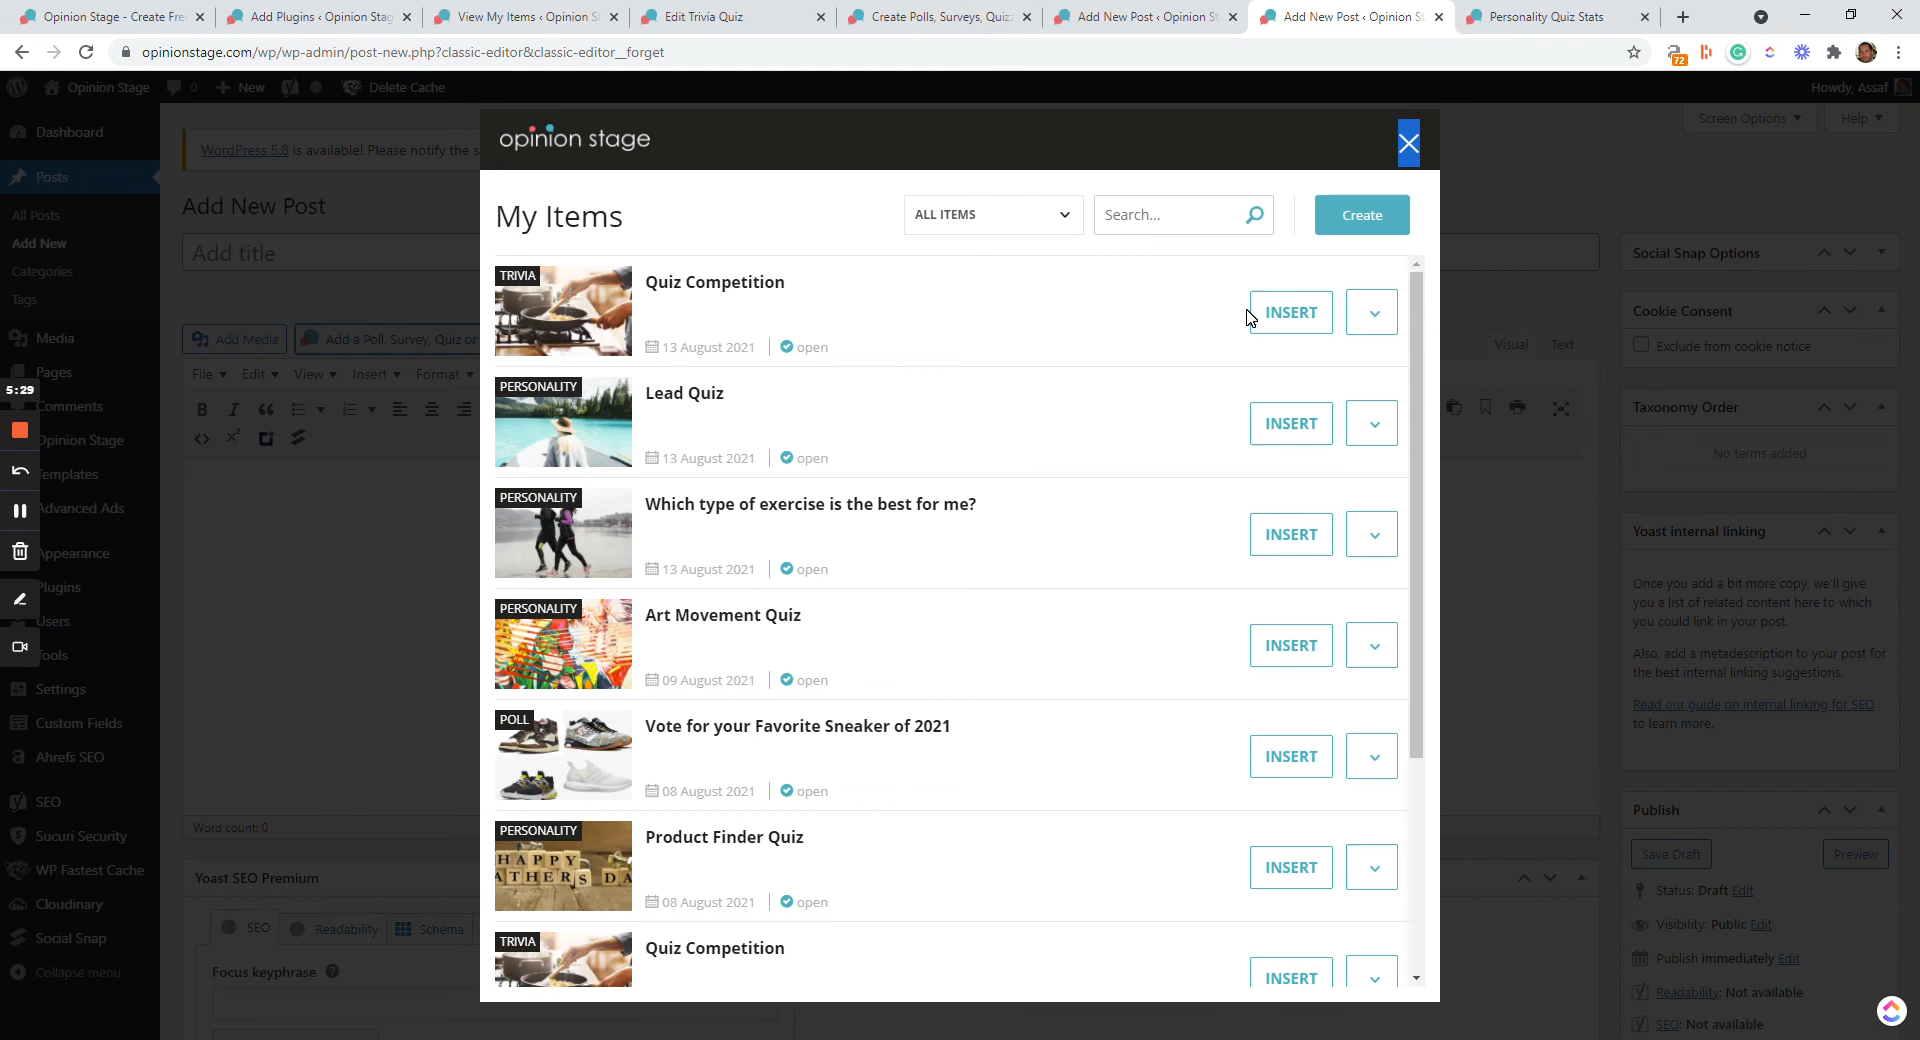 Opinion Stage - Create Fre
Add Plugins ‹ Opinion Stag
View My Items ‹ Opinion S
Edit Trivia Quiz
Create Polls, Surveys, Quiz
Add New Post ‹ Opinion St
Add New Post ‹ Opinion St
Personality Quiz Stats
opinionstage.com/wp/wp-admin/post-new.php?classic-editor&classic-editor__forget
72
Opinion Stage
0
New
Delete Cache
Howdy, Assaf
Dashboard
Posts
All Posts
Add New
Categories
Tags
Media
Pages
5:29
Comments
Opinion Stage
Templates
Advanced Ads
Appearance
Plugins
Users
Tools
Settings
Custom Fields
Ahrefs SEO
SEO
Sucuri Security
WP Fastest Cache
Cloudinary
Social Snap
Collapse menu
WordPress 5.8 is available! Please notify the s
Screen Options
Help
Add New Post
Add title
Add Media
Add a Poll, Survey, Quiz or
File
Edit
View
Insert
Format
Visual
Text
B I
Word count: 0
Yoast SEO Premium
SEO
Readability
Schema
Focus keyphrase
opinion stage
My Items
ALL ITEMS
Search...
Create
TRIVIA
Quiz Competition
13 August 2021
open
INSERT
PERSONALITY
Lead Quiz
13 August 2021
open
INSERT
PERSONALITY
Which type of exercise is the best for me?
13 August 2021
open
INSERT
PERSONALITY
Art Movement Quiz
09 August 2021
open
INSERT
POLL
Vote for your Favorite Sneaker of 2021
08 August 2021
open
INSERT
PERSONALITY
HAPPY
ATHERS DA
Product Finder Quiz
08 August 2021
open
INSERT
TRIVIA
Quiz Competition
INSERT
Social Snap Options
Cookie Consent
Exclude from cookie notice
Taxonomy Order
No terms added
Yoast internal linking
Once you add a bit more copy, we'll give
you a list of related content here to which
you could link in your post.
Also, add a metadescription to your post for
the best internal linking suggestions.
Read our guide on internal linking for SEO
to learn more.
Publish
Save Draft
Preview
Status: Draft Edit
Visibility: Public Edit
Publish immediately Edit
Readability: Not available
SEO: Not available